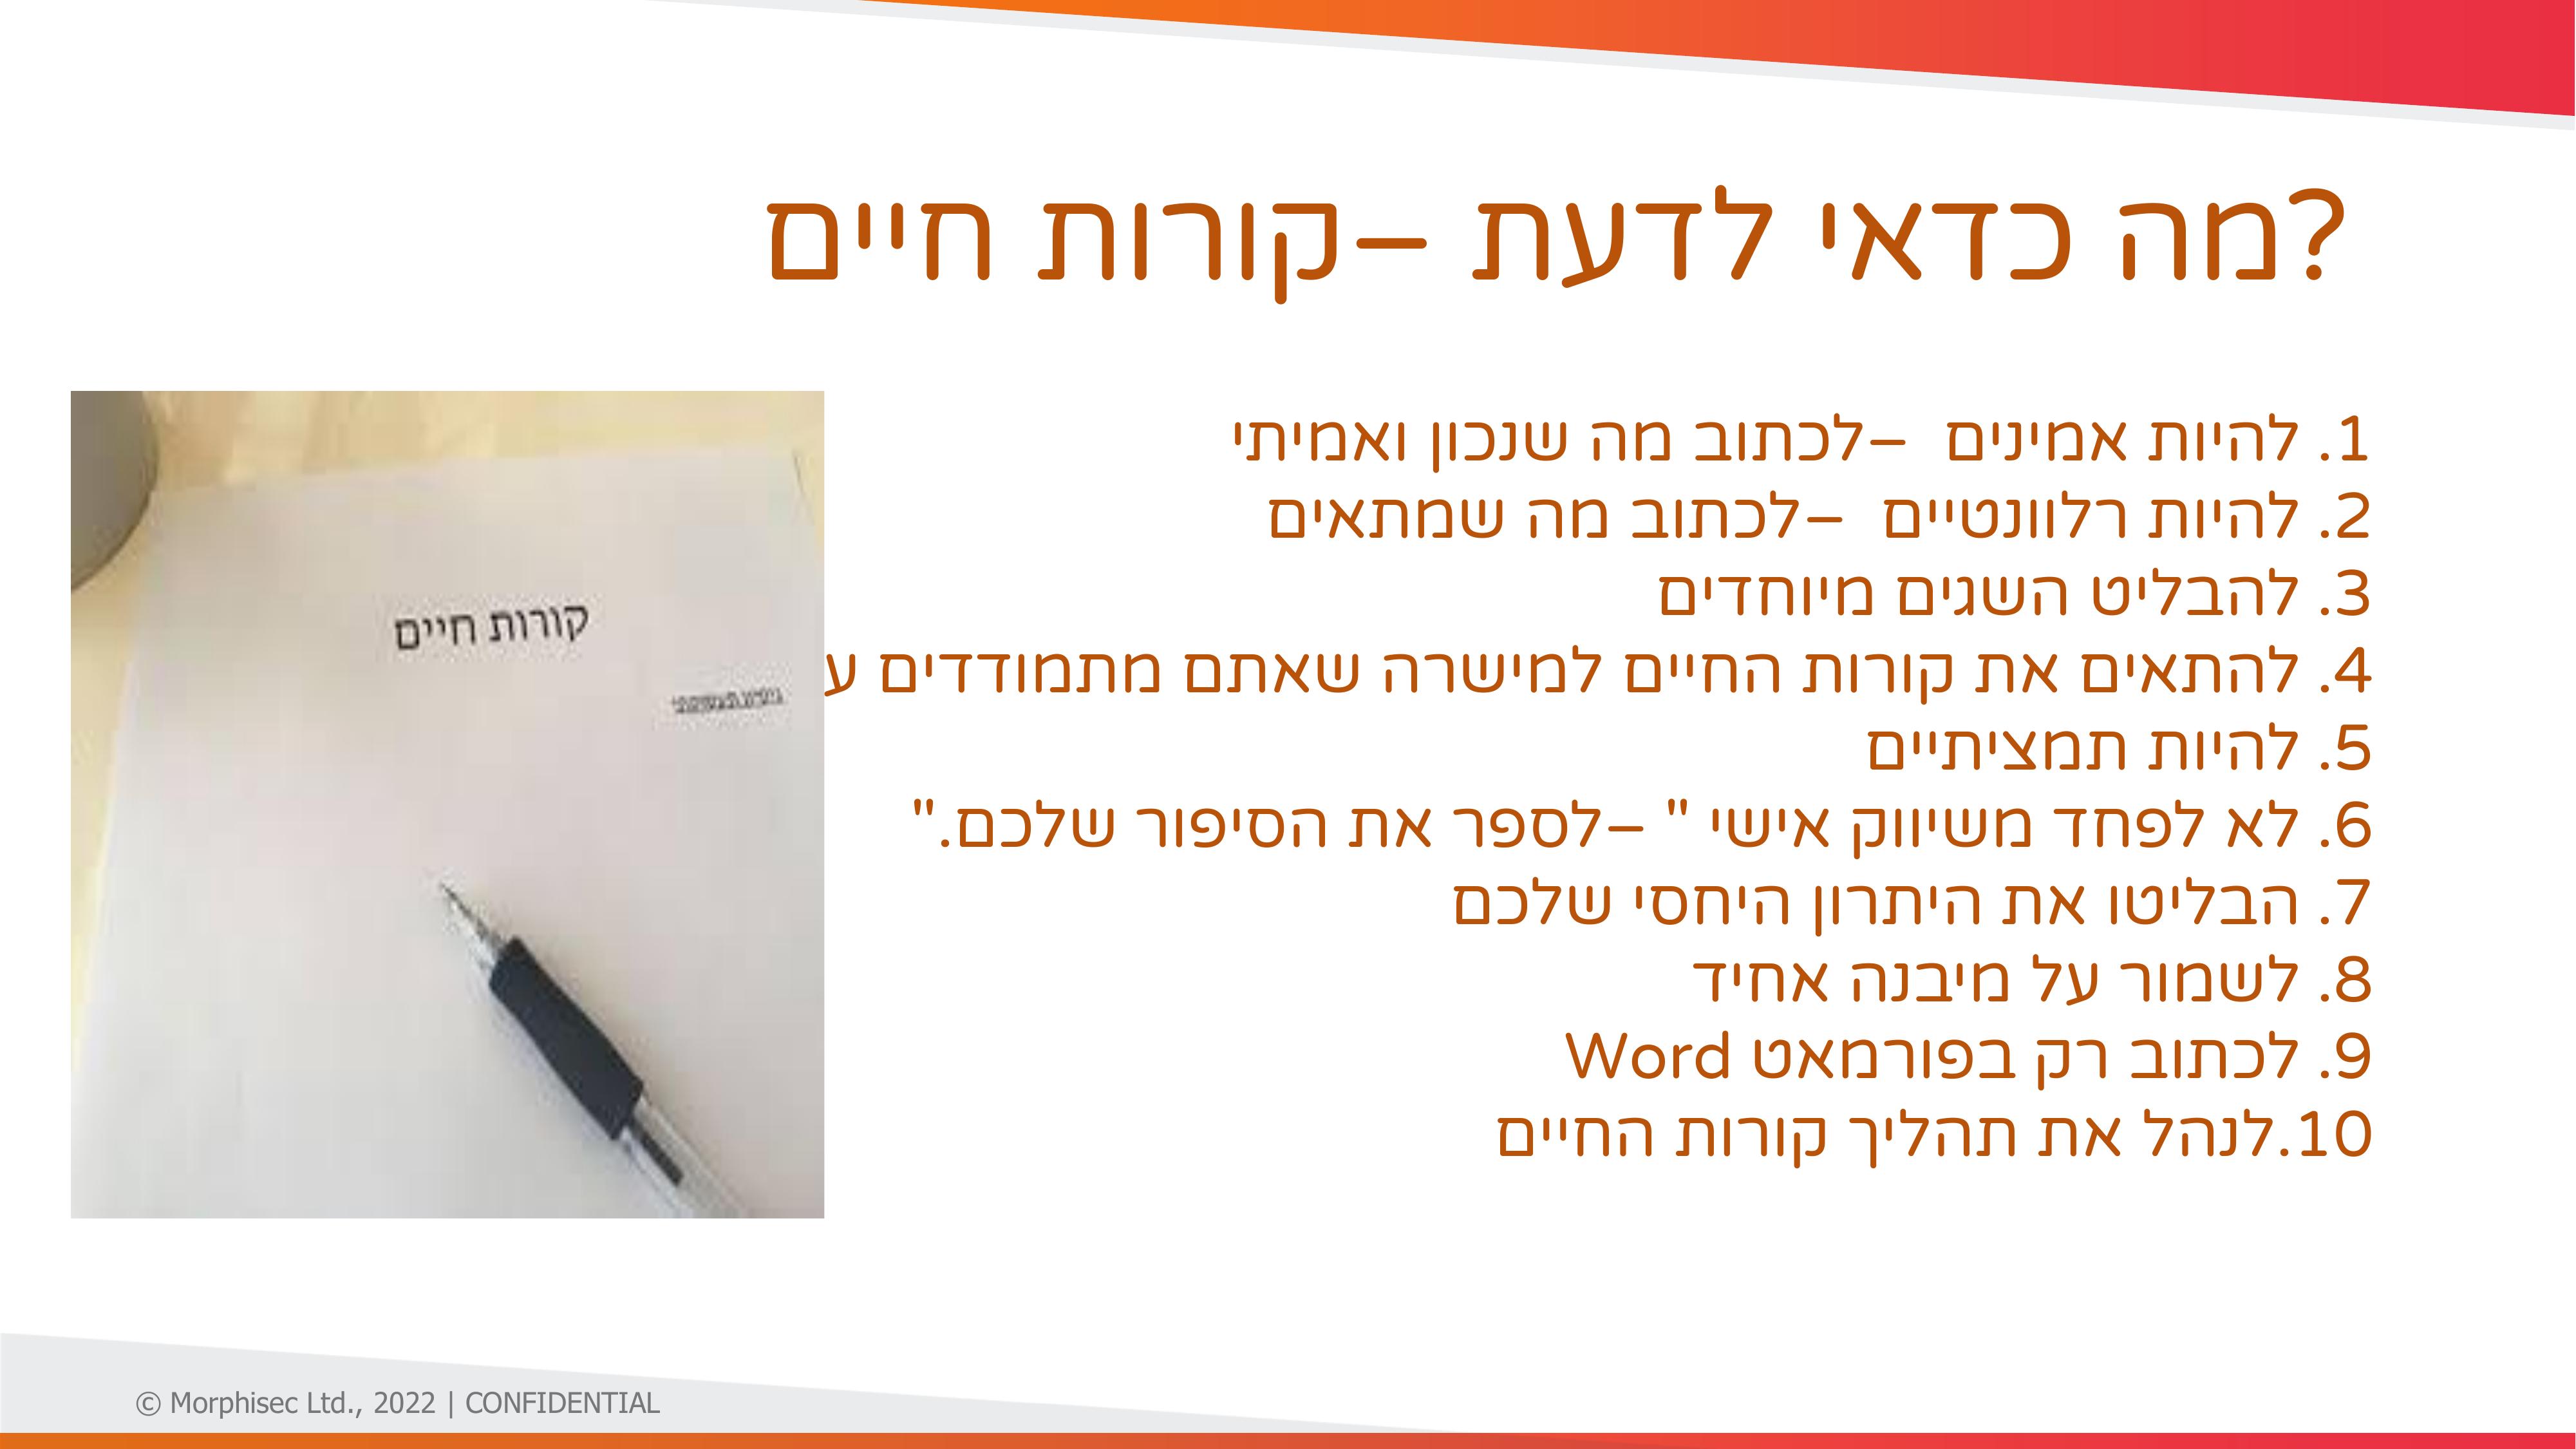 מה כדאי לדעת –קורות חיים?
1. להיות אמינים –לכתוב מה שנכון ואמיתי
2. להיות רלוונטיים –לכתוב מה שמתאים
3. להבליט השגים מיוחדים
4. להתאים את קורות החיים למישרה שאתם מתמודדים ע
5. להיות תמציתיים
6. לא לפחד משיווק אישי " –לספר את הסיפור שלכם."
7. הבליטו את היתרון היחסי שלכם
8. לשמור על מיבנה אחיד
9. לכתוב רק בפורמאט Word
10.לנהל את תהליך קורות החיים
קורות חיים
© Morphisec Ltd., 2022 | CONFIDENTIAL